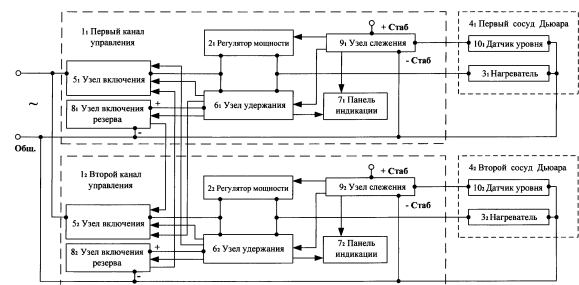 1₁ Первый канал
управления
2₁ Регулятор мощности
+ Стаб
9₁ Узел слежения
- Стаб
4₁ Первый сосуд
Дьюара
10₁ Датчик уровня
3₁ Нагреватель
5₁ Узел включения
~
8₁ Узел включения
резерва
+
-
6₁ Узел удержания
7₁ Панель
индикации
Общ.
1₂ Второй канал
управления
2₂ Регулятор мощности
+ Стаб
9₂ Узел слежения
- Стаб
4₂ Второй сосуд
Дьюара
10₂ Датчик уровня
3₁ Нагреватель
5₂ Узел включения
8₂ Узел включения
резерва
+
-
6₂ Узел удержания
7₂ Панель
индикации